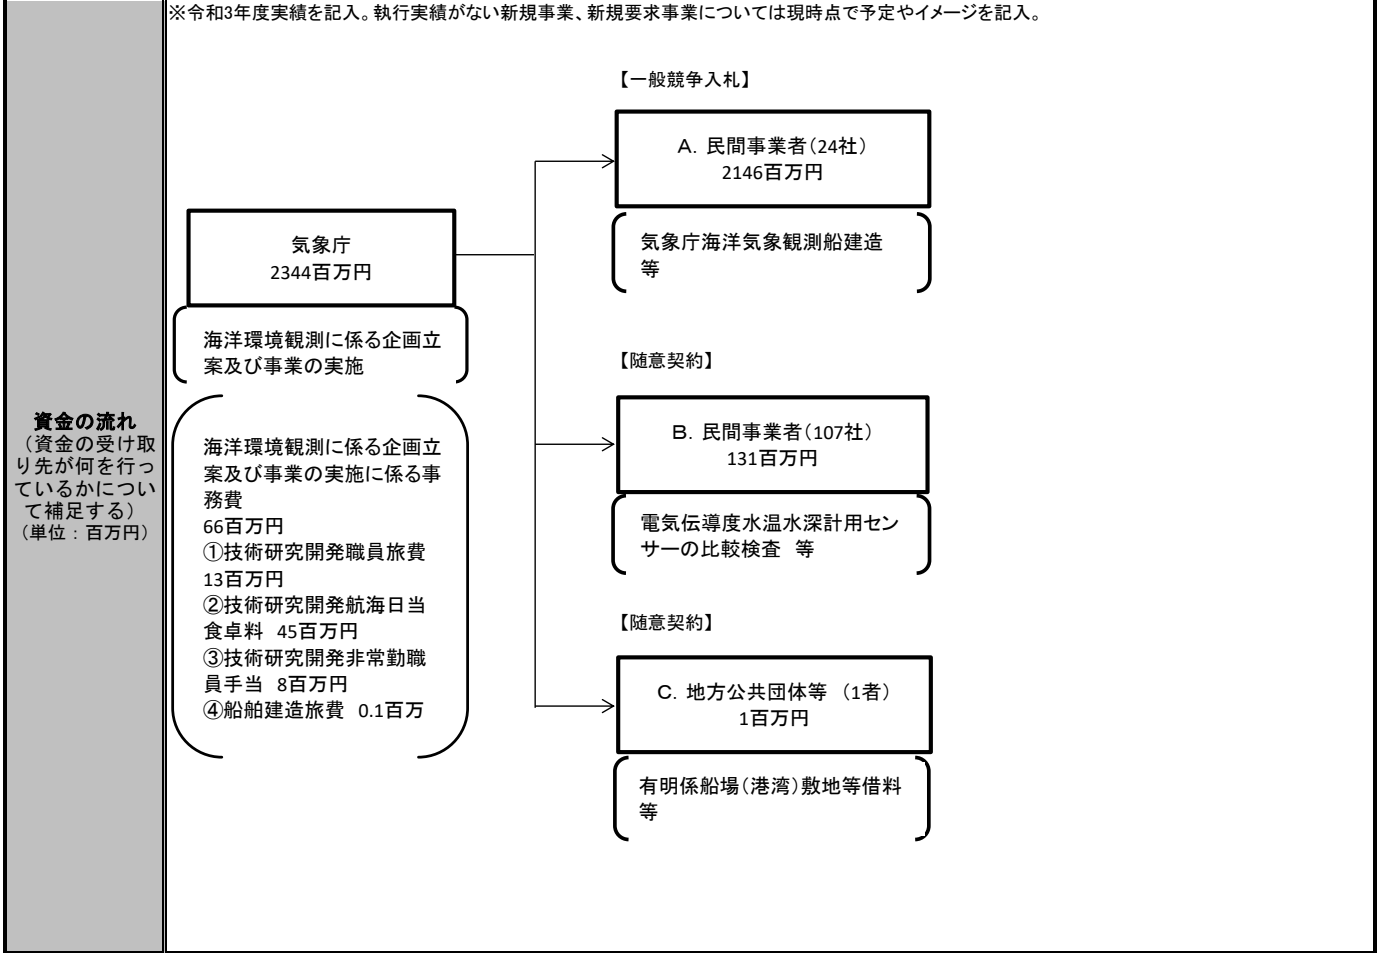 ※令和3年度実績を記入。執行実績がない新規事業、新規要求事業については現時点で予定やイメージを記入。
資金の流れ
（資金の受け取
り先が何を行っ
ているかについ
て補足する）
（単位：百万円）
気象庁
2344百万円
海洋環境観測に係る企画立
案及び事業の実施
海洋環境観測に係る企画立
案及び事業の実施に係る事
務費
66百万円
①技術研究開発職員旅費
13百万円
②技術研究開発航海日当
食卓料　45百万円
③技術研究開発非常勤職
員手当　8百万円
④船舶建造旅費　0.1百万
【一般競争入札】
A．民間事業者（24社）
2146百万円
気象庁海洋気象観測船建造
等
【随意契約】
B．民間事業者（107社）
131百万円
電気伝導度水温水深計用セン
サーの比較検査　等
【随意契約】
C．地方公共団体等　（1者）
1百万円
有明係船場（港湾）敷地等借料
等